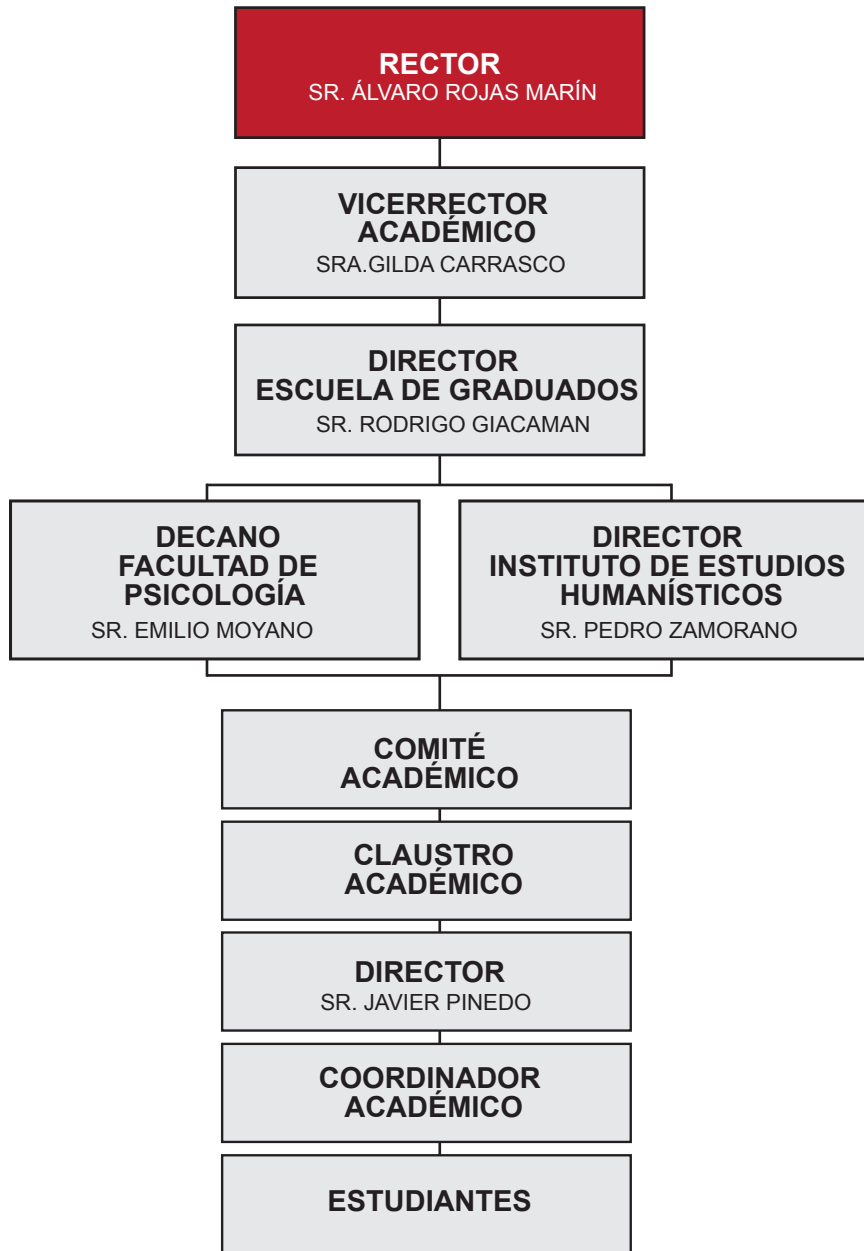 RECTOR
SR. ÁLVARO ROJAS MARÍN
VICERRECTOR
ACADÉMICO
SRA.GILDA CARRASCO
DIRECTOR
ESCUELA DE GRADUADOS
SR. RODRIGO GIACAMAN
DECANO
FACULTAD DE
PSICOLOGÍA
SR. EMILIO MOYANO
DIRECTOR
INSTITUTO DE ESTUDIOS
HUMANÍSTICOS
SR. PEDRO ZAMORANO
COMITÉ
ACADÉMICO
CLAUSTRO
ACADÉMICO
DIRECTOR
SR. JAVIER PINEDO
COORDINADOR
ACADÉMICO
ESTUDIANTES